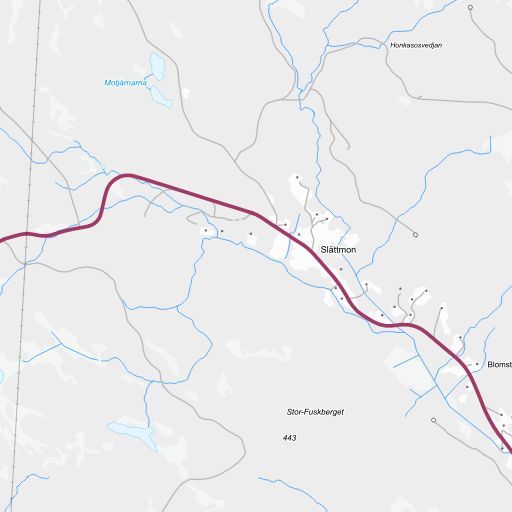 Honkasosvedjan
Motjärnarna
Slättmon
Blomst
Stor-Fuskberget
443